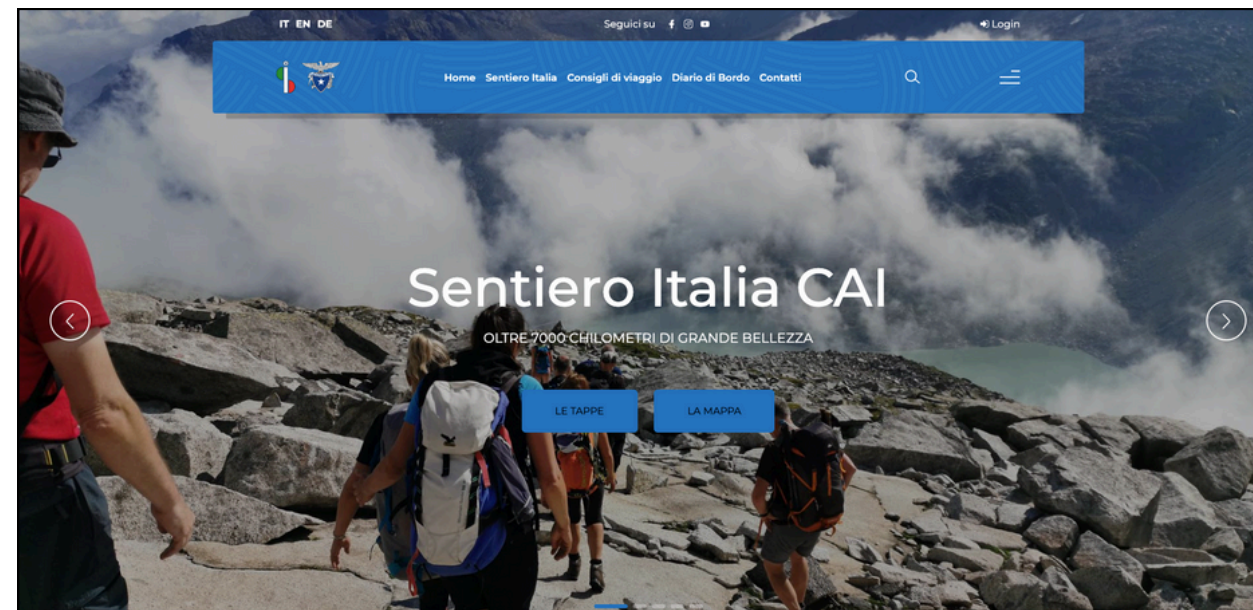 IT EN DE
Seguici su
Login
Home Sentiero Italia Consigli di viaggio Diario di Bordo Contatti
Sentiero Italia CAI
OLTRE 7000 CHILOMETRI DI GRANDE BELLEZZA
LE TAPPE
LA MAPPA